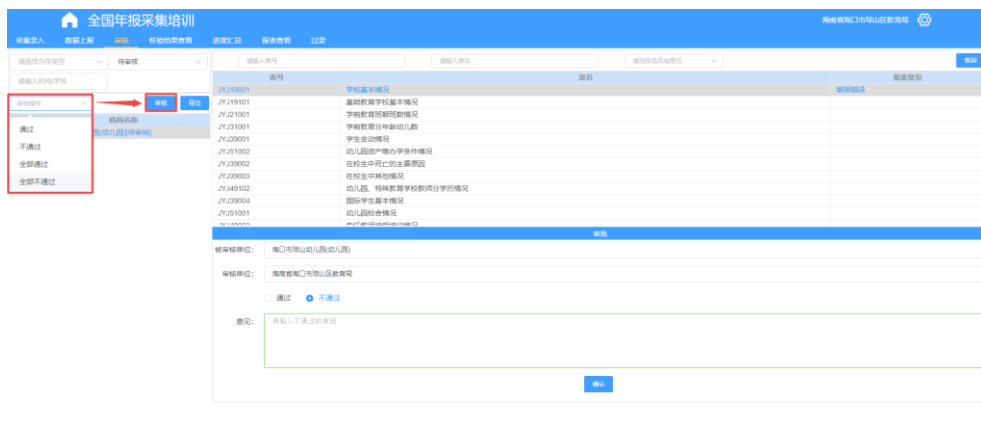 全国年报采集培训
海南省海口市琼山区教育局
采集录入 数据上报 审核 校验结果查看 进度汇总 报表查看 过录
请选择办学类型 待审核 请输入表号 请输入表名 请选择是否有意见 查询
请输入机构/学校
表号 表名 报表意见
JYJ19001 学校基本情况 填报错误
审核操作 审核 导出
JYJ19101 基础教育学校基本情况
机构名称
JYJ21001 学前教育班额班数情况
通过
(幼儿园)[待审核]
JYJ31001 学前教育分年龄幼儿数
不通过
JYJ39001 学生变动情况
全部通过
JYJ51002 幼儿园资产等办学条件情况
JYJ39002 在校生中死亡的主要原因
全部不通过
JYJ39003 在校生中其他情况
JYJ49102 幼儿园、特殊教育学校教师分学历情况
JYJ39004 国际学生基本情况
JYJ51001 幼儿园校舍情况
审批
被审核单位: 海口市琼山幼儿园(幼儿园)
审核单位: 海南省海口市琼山区教育局
通过 不通过
意见: 请输入不通过的原因
确认